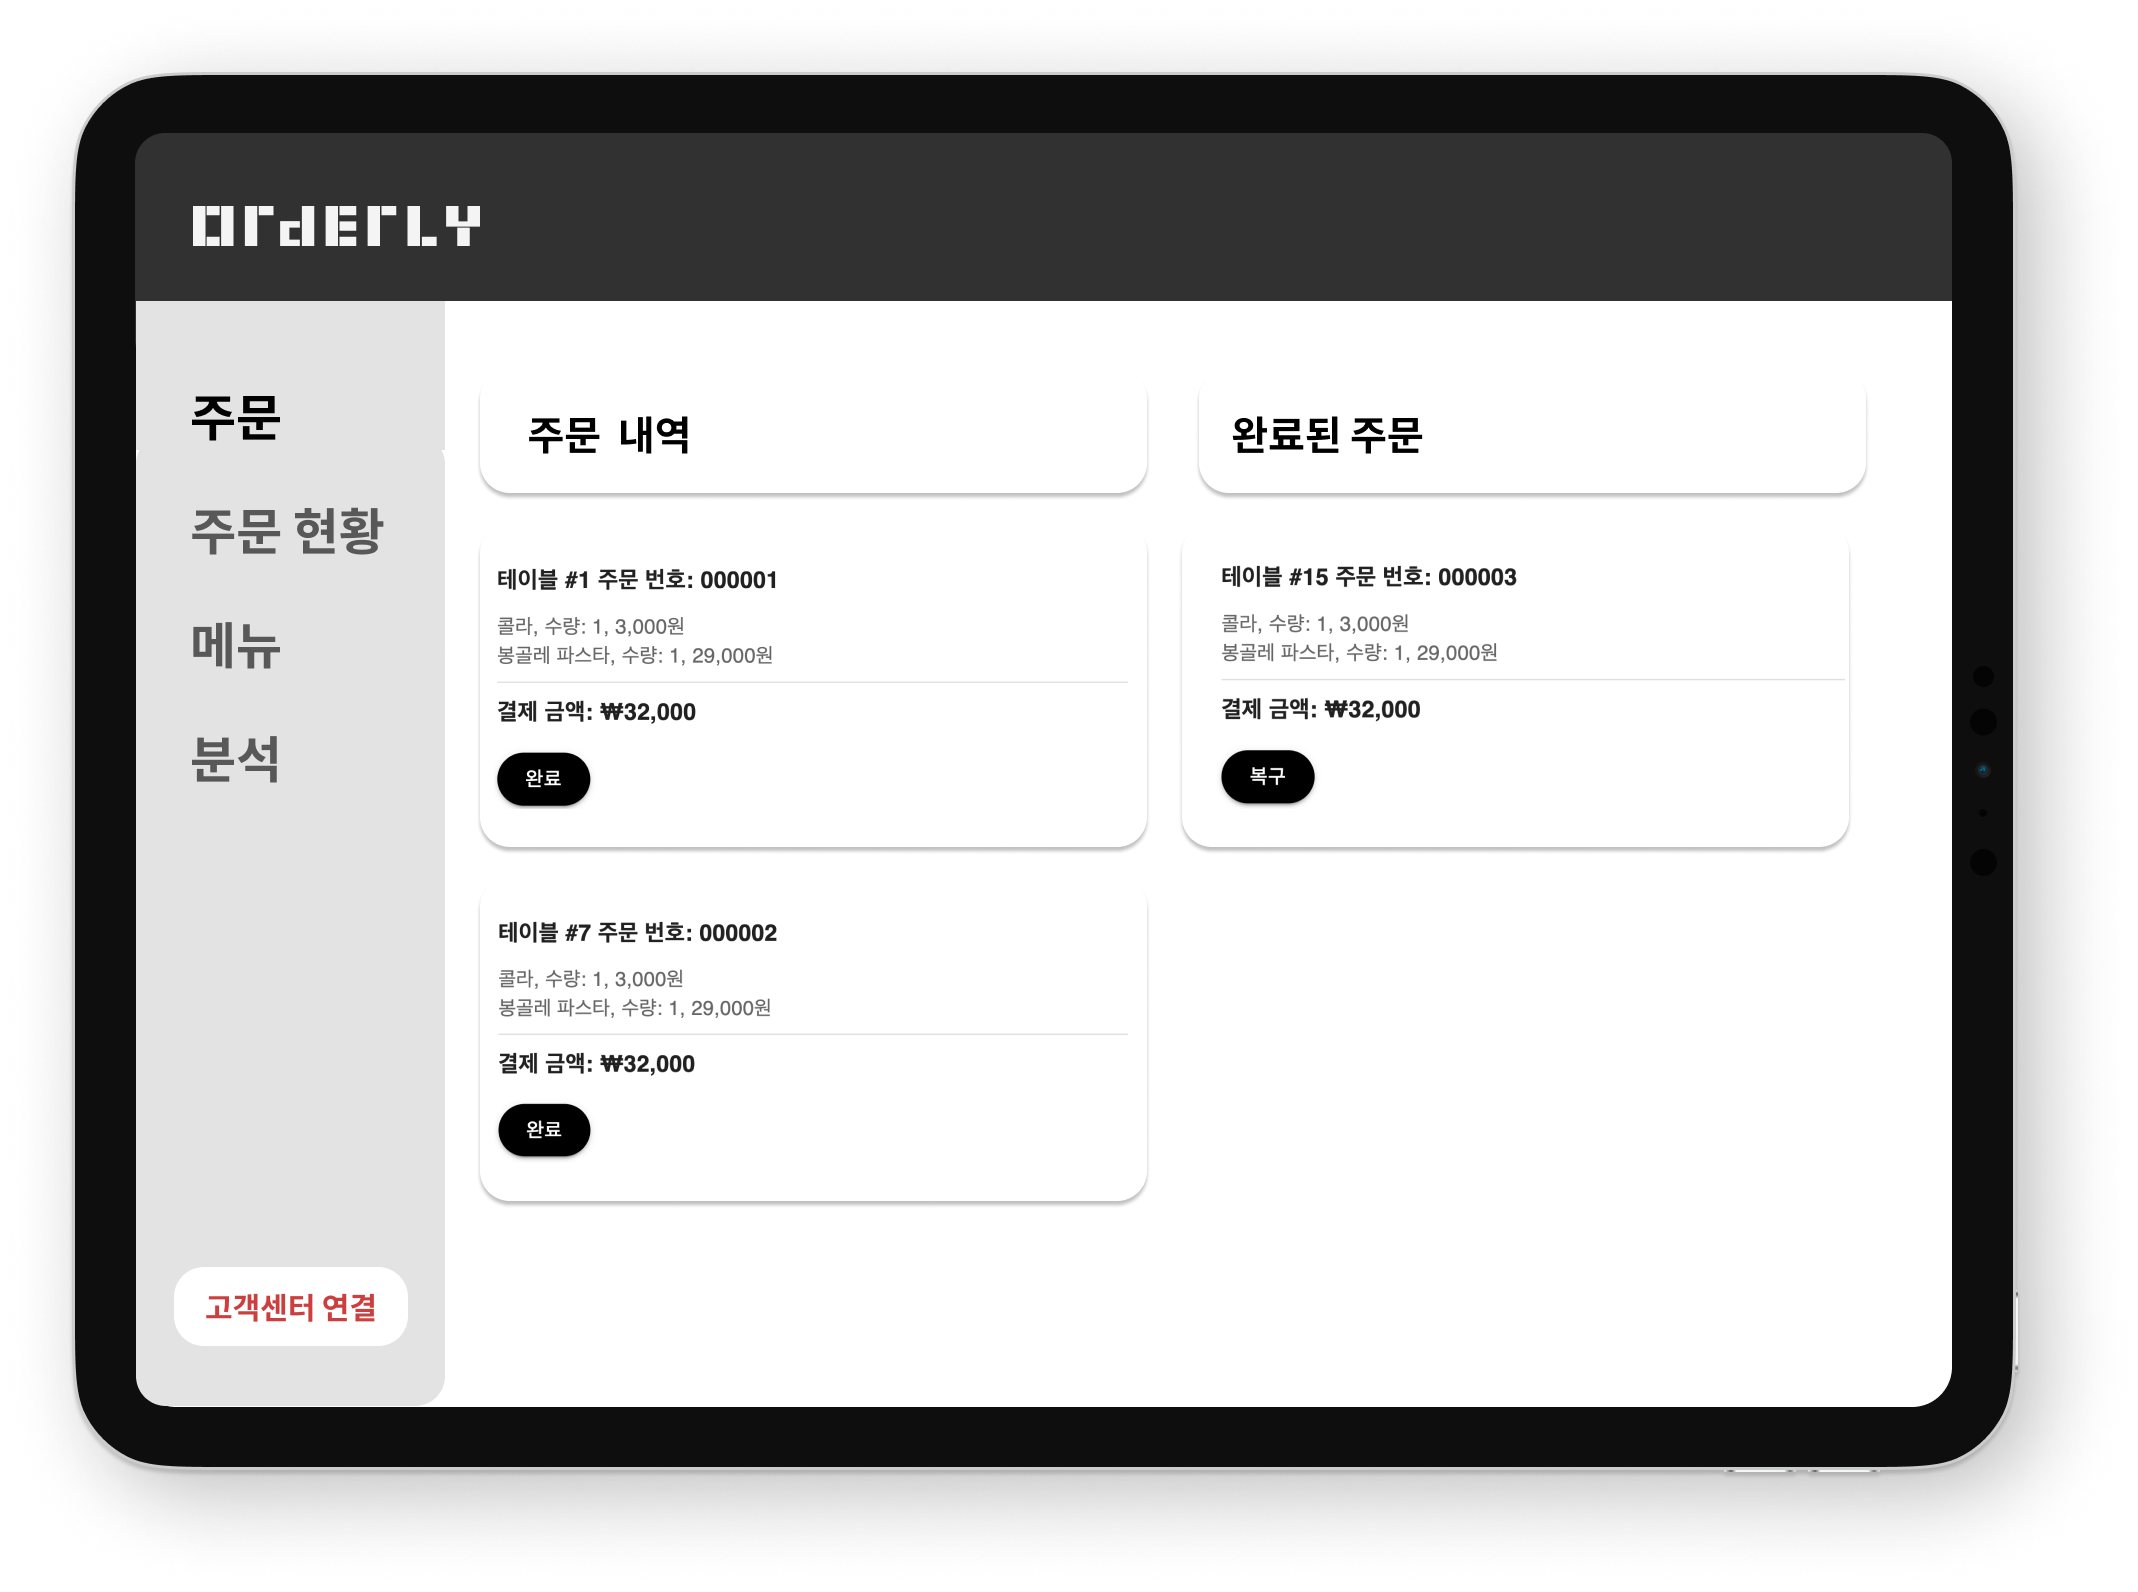 OrdErLY
주문
주문 현황
메뉴
분석
고객센터 연결
주문 내역
테이블 #1 주문 번호: 000001
콜라, 수량: 1, 3,000원
봉골레 파스타, 수량: 1, 29,000원
결제 금액: ₩32,000
완료
테이블 #7 주문 번호: 000002
콜라, 수량: 1, 3,000원
봉골레 파스타, 수량: 1, 29,000원
결제 금액: ₩32,000
완료
완료된 주문
테이블 #15 주문 번호: 000003
콜라, 수량: 1, 3,000원
봉골레 파스타, 수량: 1, 29,000원
결제 금액: ₩32,000
복구